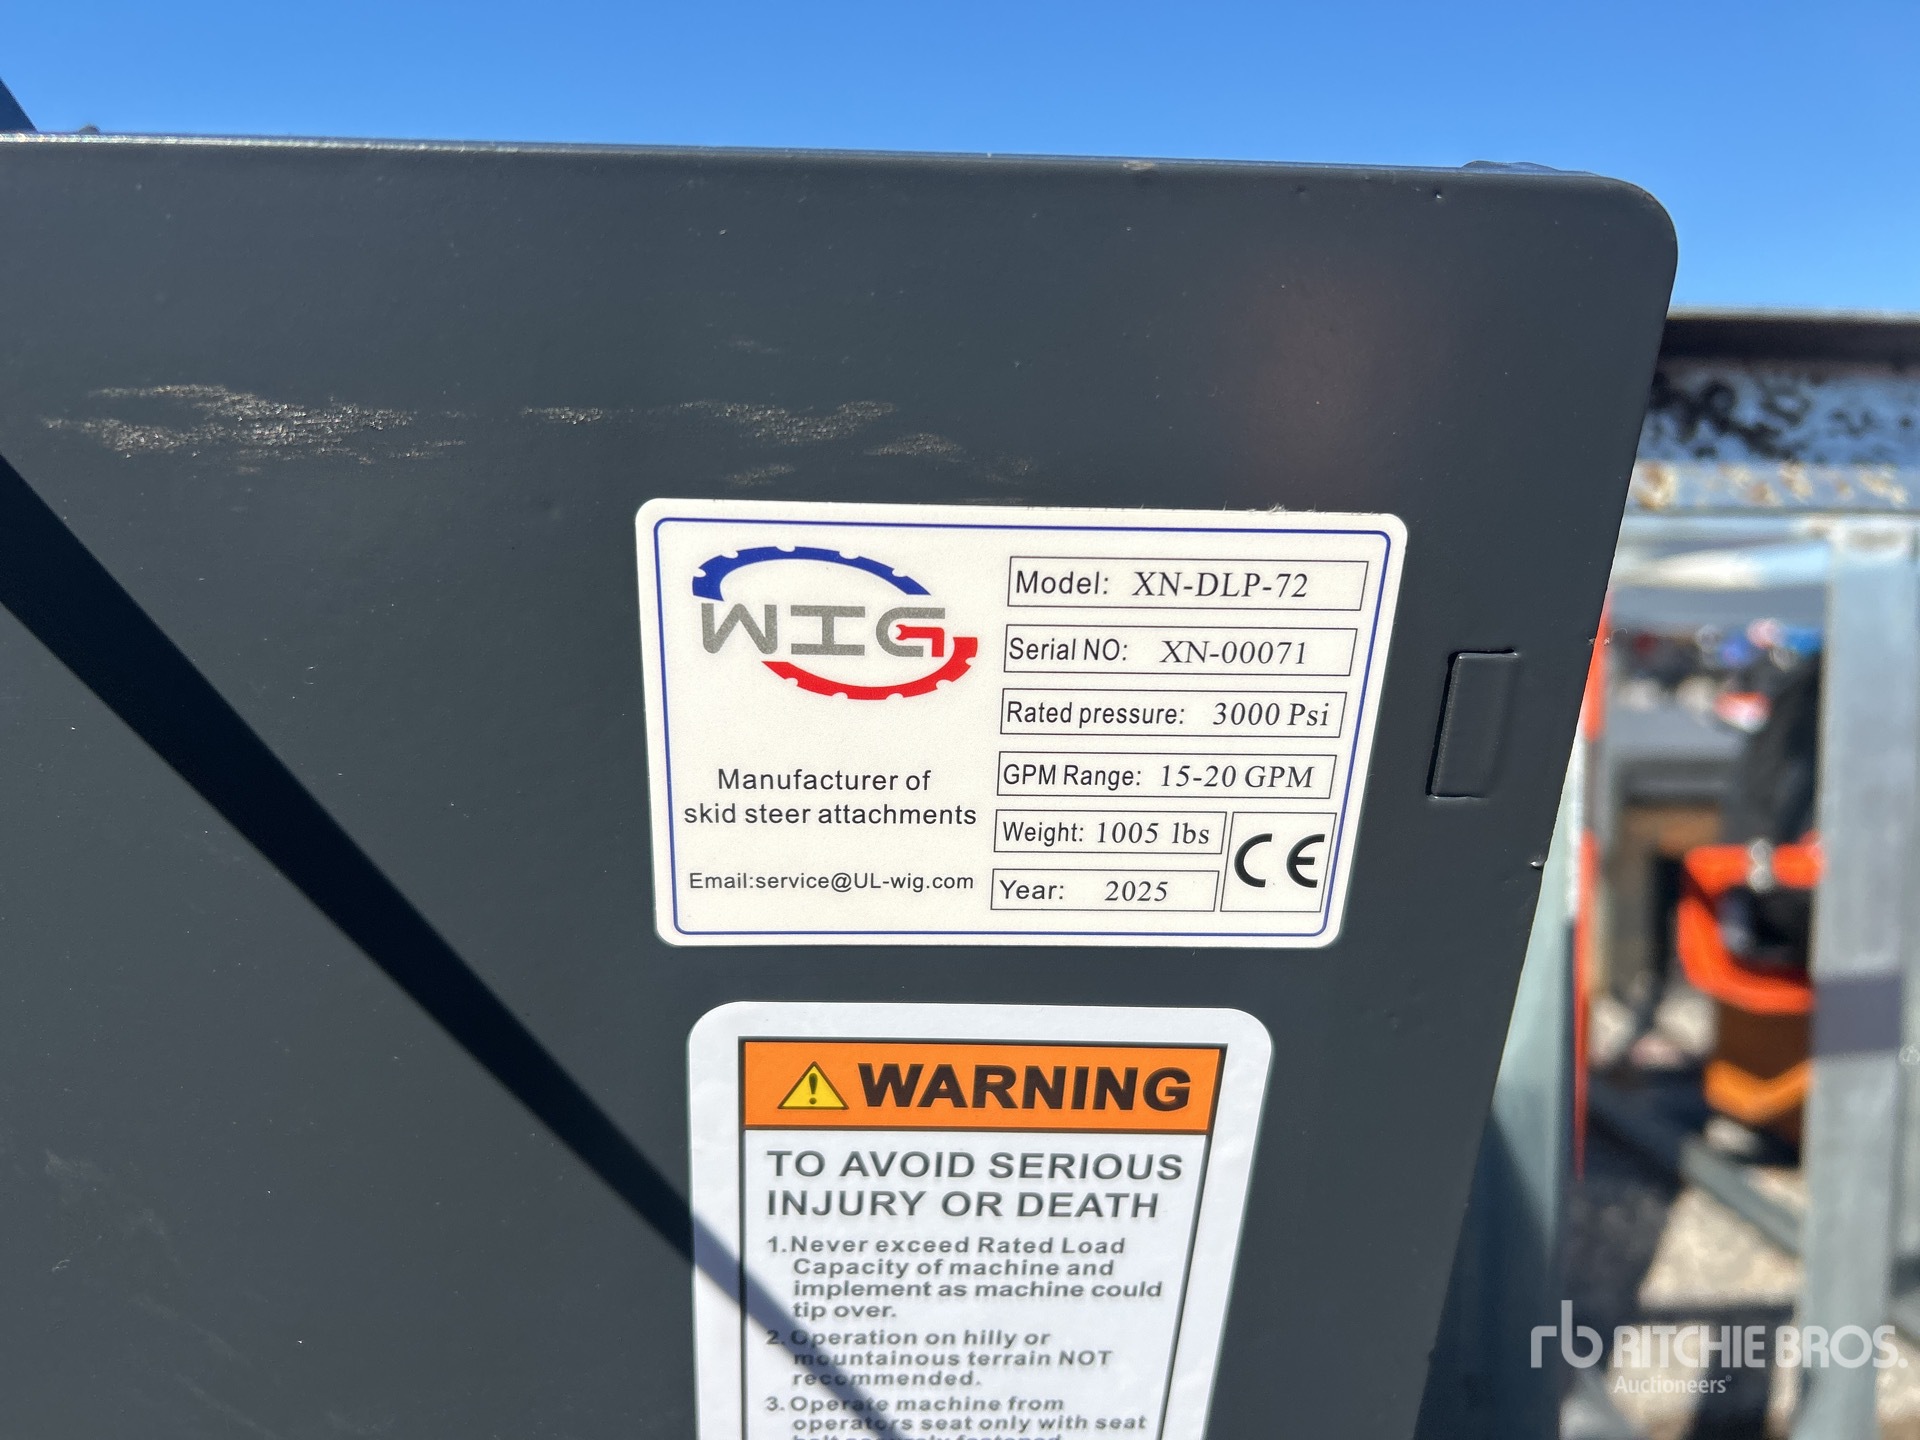 WIG
Manufacturer of
skid steer attachments
Email:service@UL-wig.com
Model: XN-DLP-72
Serial NO: XN-00071
Rated pressure: 3000 Psi
GPM Range: 15-20 GPM
Weight: 1005 lbs
Year: 2025
CE
WARNING
TO AVOID SERIOUS
INJURY OR DEATH
1.Never exceed Rated Load
Capacity of machine and
implement as machine could
tip over.
2.Operation on hilly or
mountainous terrain NOT
recommended.
3.Operate machine from
operators seat only with seat
belt securely fastened.
rb RITCHIE BROS.
Auctioneers